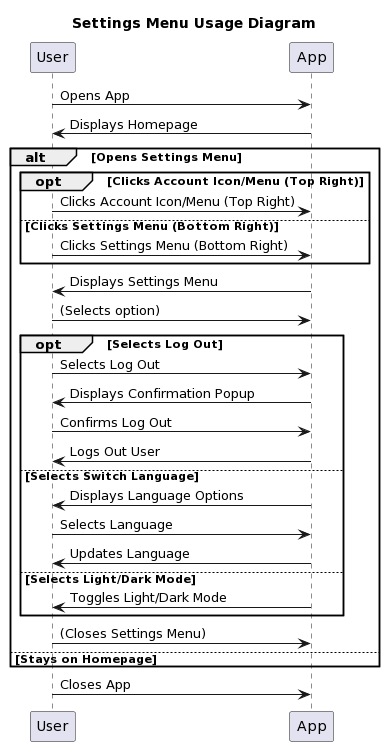 Settings Menu Usage Diagram
User App
Opens App
Displays Homepage
alt [Opens Settings Menu]
opt [Clicks Account Icon/Menu (Top Right)]
Clicks Account Icon/Menu (Top Right)
[Clicks Settings Menu (Bottom Right)]
Clicks Settings Menu (Bottom Right)
Displays Settings Menu
(Selects option)
opt [Selects Log Out]
Selects Log Out
Displays Confirmation Popup
Confirms Log Out
Logs Out User
[Selects Switch Language]
Displays Language Options
Selects Language
Updates Language
[Selects Light/Dark Mode]
Toggles Light/Dark Mode
(Closes Settings Menu)
[Stays on Homepage]
Closes App
User App